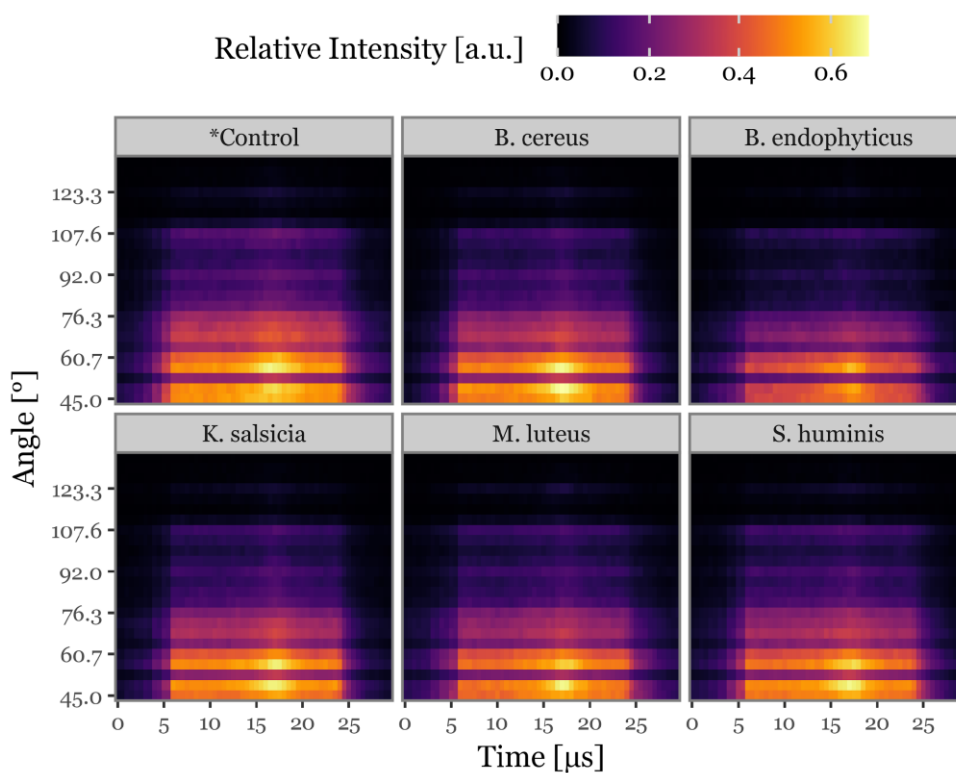 Relative Intensity [a.u.]
0.0 0.2 0.4 0.6
*Control B. cereus B. endophyticus
123.3
107.6
92.0
76.3
60.7
45.0
K. salsicia M. luteus S. huminis
123.3
107.6
92.0
76.3
60.7
45.0
Angle [º]
0 5 10 15 20 25 0 5 10 15 20 25 0 5 10 15 20 25
Time [µs]